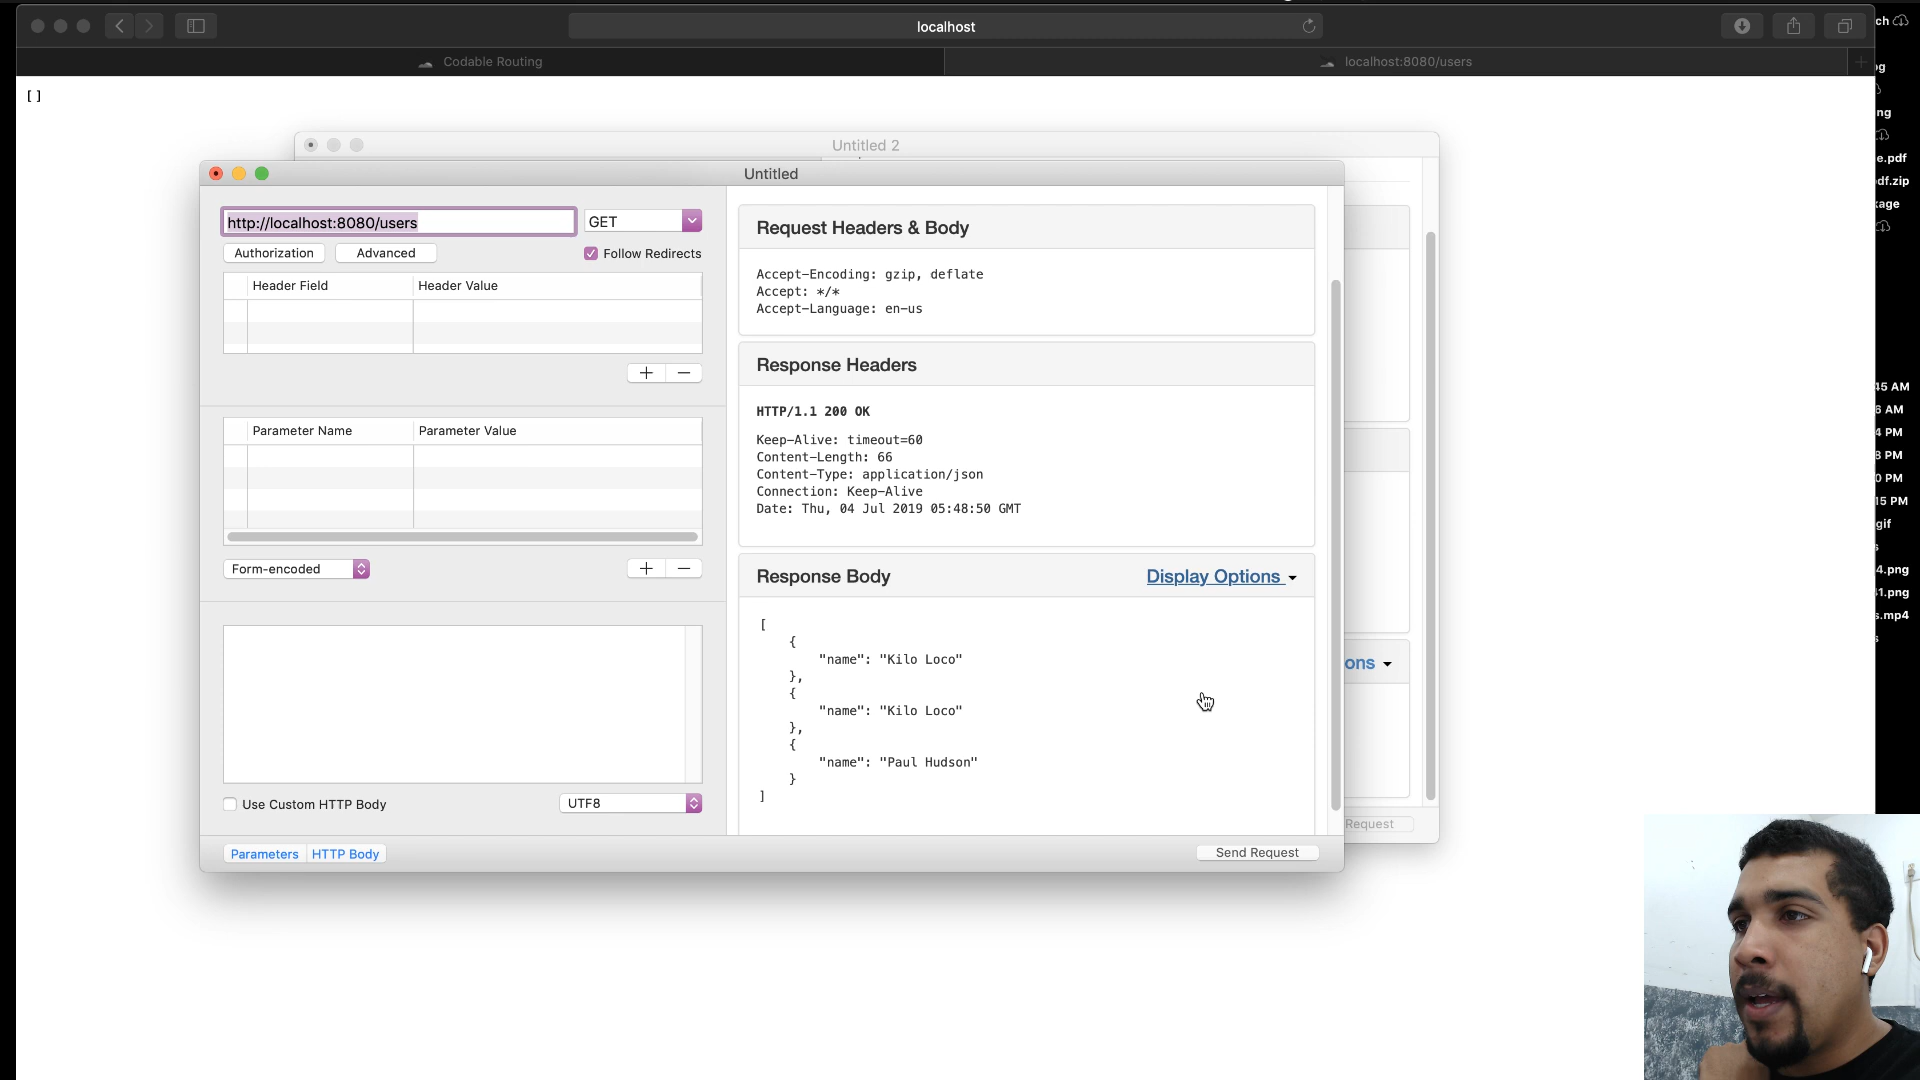 localhost
Codable Routing
localhost:8080/users
[]
Untitled 2
Untitled
http://localhost:8080/users
GET
Authorization
Advanced
Follow Redirects
Header Field
Header Value
Parameter Name
Parameter Value
Form-encoded
Use Custom HTTP Body
UTF8
Parameters
HTTP Body
Request Headers & Body
Accept-Encoding: gzip, deflate
Accept: */*
Accept-Language: en-us
Response Headers
HTTP/1.1 200 OK
Keep-Alive: timeout=60
Content-Length: 66
Content-Type: application/json
Connection: Keep-Alive
Date: Thu, 04 Jul 2019 05:48:50 GMT
Response Body
Display Options
[
{
"name": "Kilo Loco"
},
{
"name": "Kilo Loco"
},
{
"name": "Paul Hudson"
}
]
Send Request
ons
Request
ch
og
ng
e.pdf
df.zip
kage
45 AM
6 AM
4 PM
8 PM
0 PM
15 PM
gif
s
4.png
1.png
s.mp4
s